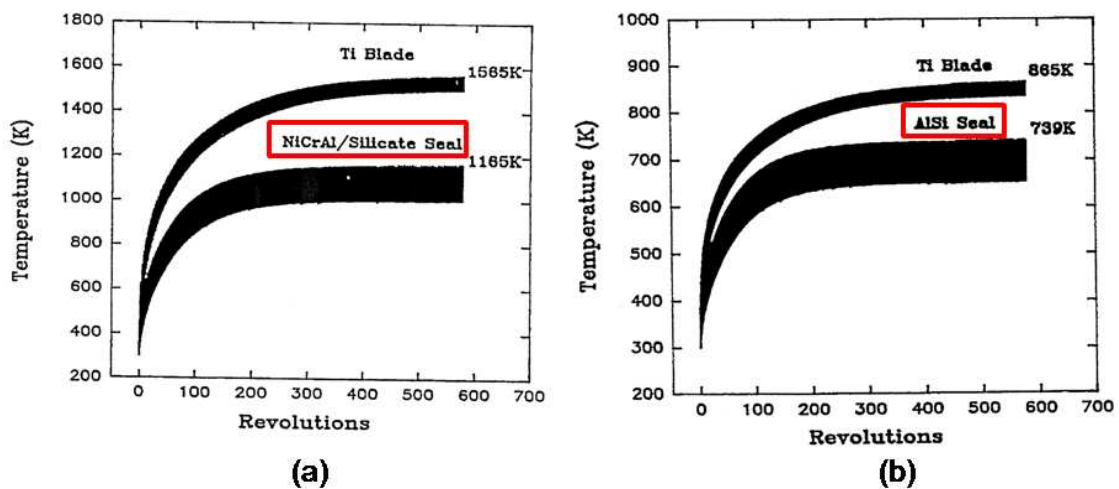 1800
1600
1400
1200
1000
800
600
400
200
Temperature (K)
Ti Blade
1565K
NiCrAl/Silicate Seal
1165K
0 100 200 300 400 500 600 700
Revolutions
(a)
1000
900
800
700
600
500
400
300
200
Temperature (K)
Ti Blade
865K
AlSi Seal
739K
0 100 200 300 400 500 600 700
Revolutions
(b)